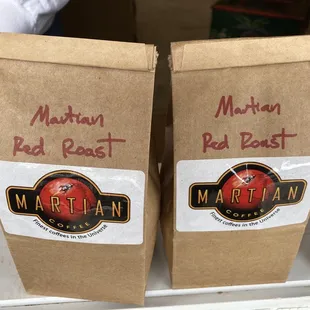 Martian
Red Roast
MARTIAN
COFFEE
Finest coffees in the Universe
Martian
Red Roast
MARTIAN
COFFEE
Finest coffees in the Universe